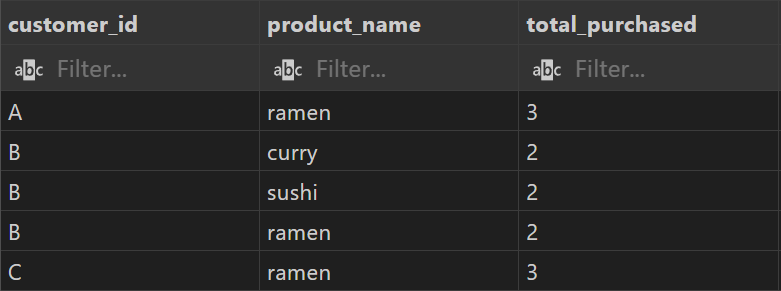 customer_id product_name total_purchased
abc Filter... abc Filter... abc Filter...
A ramen 3
B curry 2
B sushi 2
B ramen 2
C ramen 3